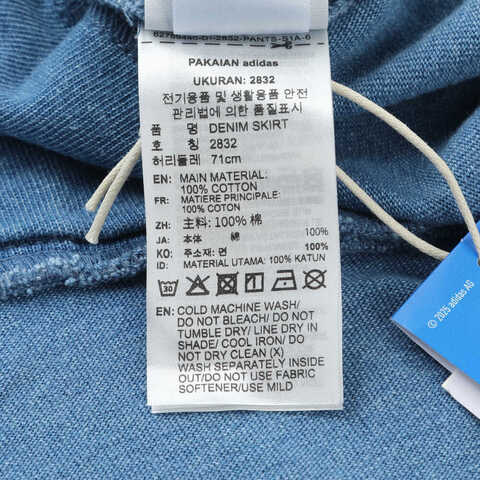 PAKAIAN adidas
UKURAN: 2832
전기용품 및 생활용품 안전
관리법에 의한 품질표시
품 명: DENIM SKIRT
호 칭: 2832
허리둘레: 71cm
EN: MAIN MATERIAL:
100% COTTON
FR: MATIERE PRINCIPALE:
100% COTON
ZH: 主料: 100% 棉
JA: 本体 綿 100%
KO: 주소재: 면 100%
ID: MATERIAL UTAMA: 100% KATUN
EN: COLD MACHINE WASH/
DO NOT BLEACH/ DO NOT
TUMBLE DRY/ LINE DRY IN
SHADE/ COOL IRON/ DO
NOT DRY CLEAN (X)
WASH SEPARATELY INSIDE
OUT/DO NOT USE FABRIC
SOFTENER/USE MILD
© 2025 adidas AG